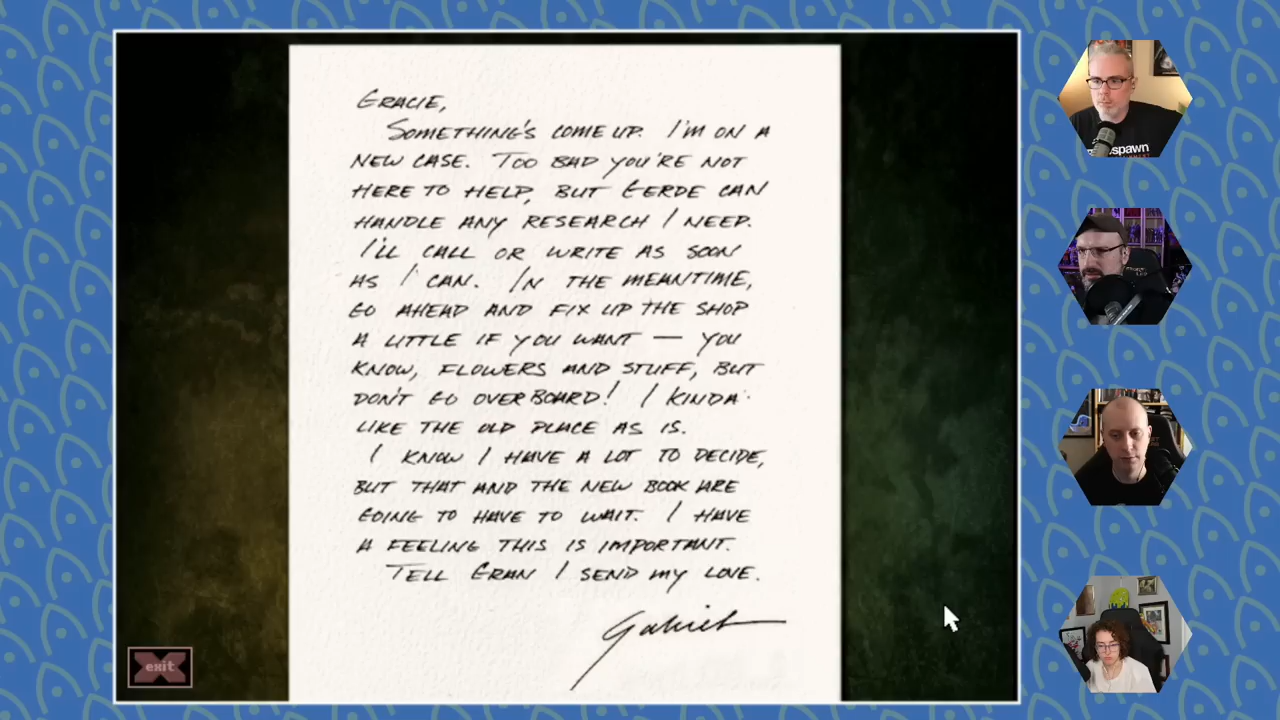 GRACIE,
SOMETHING'S COME UP. I'M ON A
NEW CASE. TOO BAD YOU'RE NOT
HERE TO HELP, BUT GERDE CAN
HANDLE ANY RESEARCH I NEED.
I'LL CALL OR WRITE AS SOON
AS I CAN. IN THE MEANTIME,
GO AHEAD AND FIX UP THE SHOP
A LITTLE IF YOU WANT — YOU
KNOW, FLOWERS AND STUFF, BUT
DON'T GO OVERBOARD! I KINDA
LIKE THE OLD PLACE AS IS.
I KNOW I HAVE A LOT TO DECIDE,
BUT THAT AND THE NEW BOOK ARE
GOING TO HAVE TO WAIT. I HAVE
A FEELING THIS IS IMPORTANT.
TELL GRAN I SEND MY LOVE.
Gabriel
exit